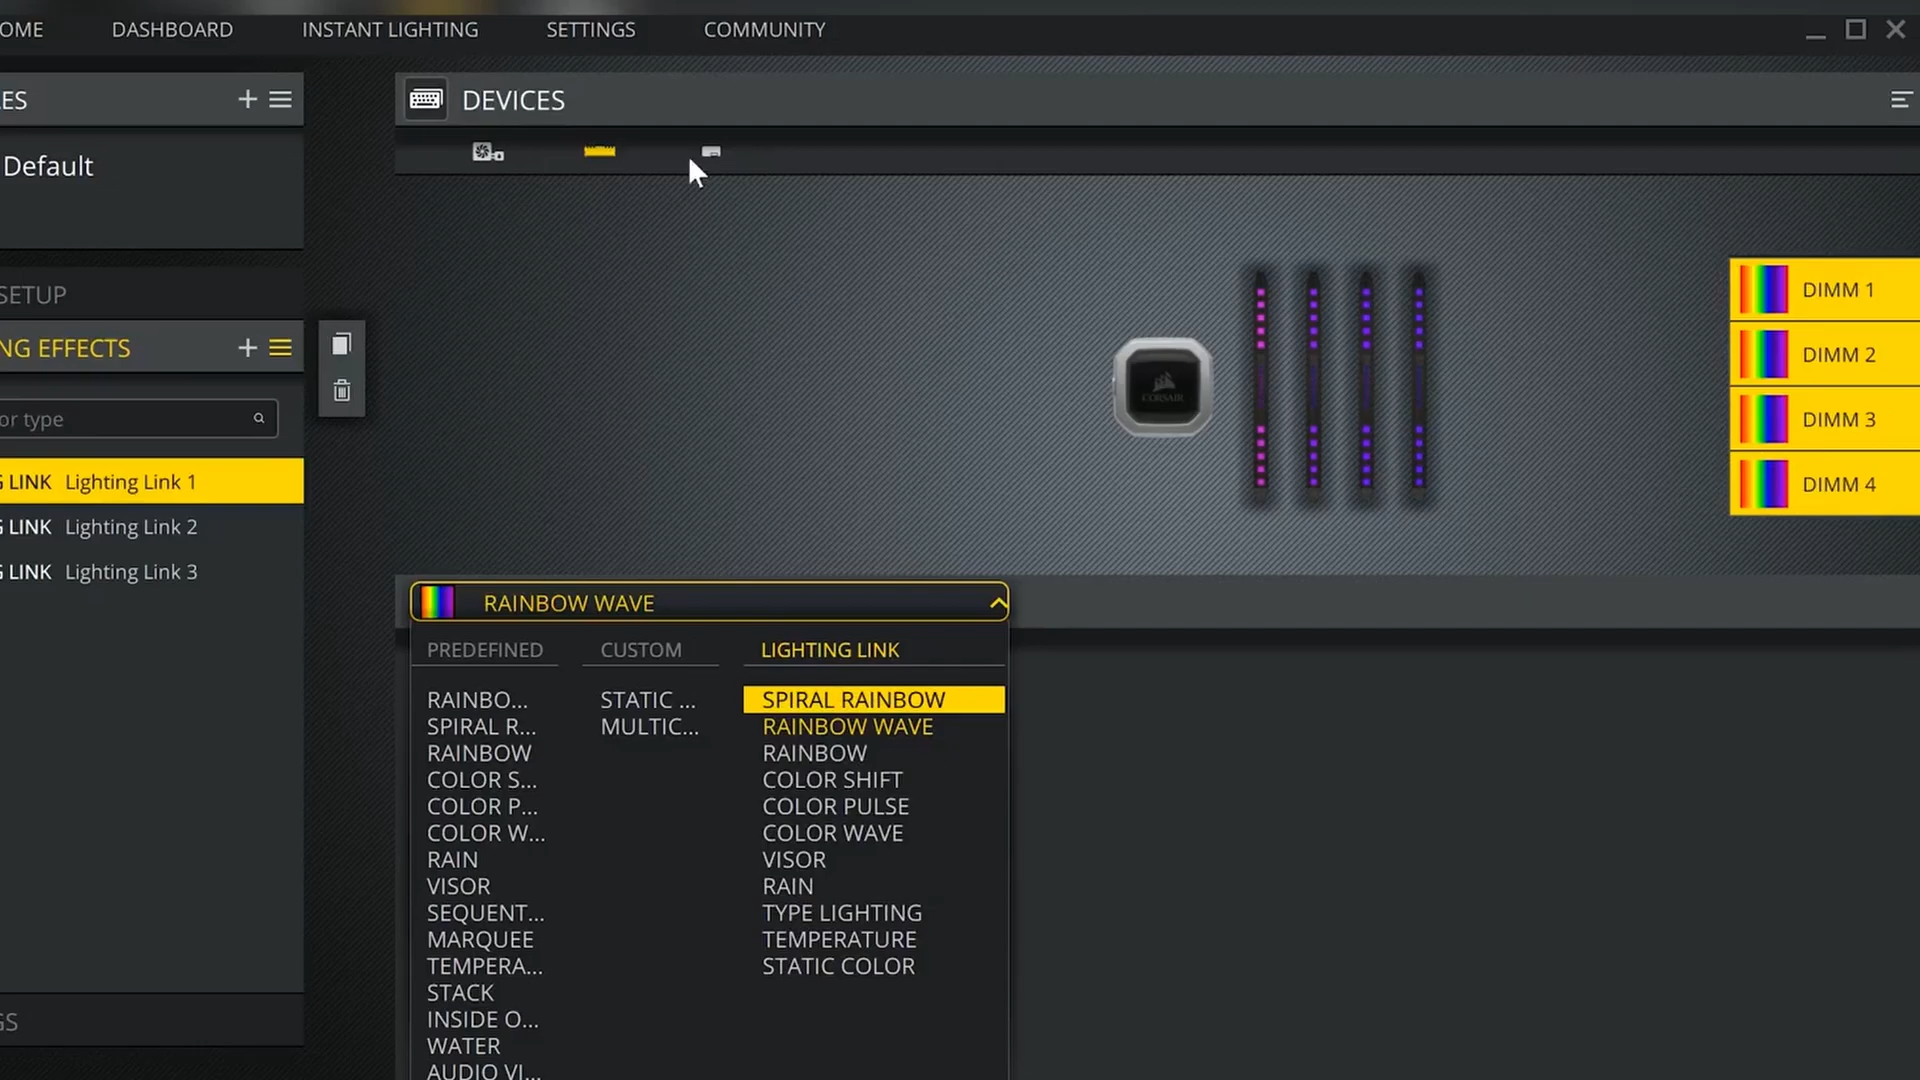 OME DASHBOARD INSTANT LIGHTING SETTINGS COMMUNITY
ES
DEVICES
Default
SETUP
NG EFFECTS
or type
G LINK Lighting Link 1
G LINK Lighting Link 2
G LINK Lighting Link 3
GS
CORSAIR
DIMM 1
DIMM 2
DIMM 3
DIMM 4
RAINBOW WAVE
PREDEFINED
RAINBO...
SPIRAL R...
RAINBOW
COLOR S...
COLOR P...
COLOR W...
RAIN
VISOR
SEQUENT...
MARQUEE
TEMPERA...
STACK
INSIDE O...
WATER
AUDIO VI...
CUSTOM
STATIC ...
MULTIC...
LIGHTING LINK
SPIRAL RAINBOW
RAINBOW WAVE
RAINBOW
COLOR SHIFT
COLOR PULSE
COLOR WAVE
VISOR
RAIN
TYPE LIGHTING
TEMPERATURE
STATIC COLOR